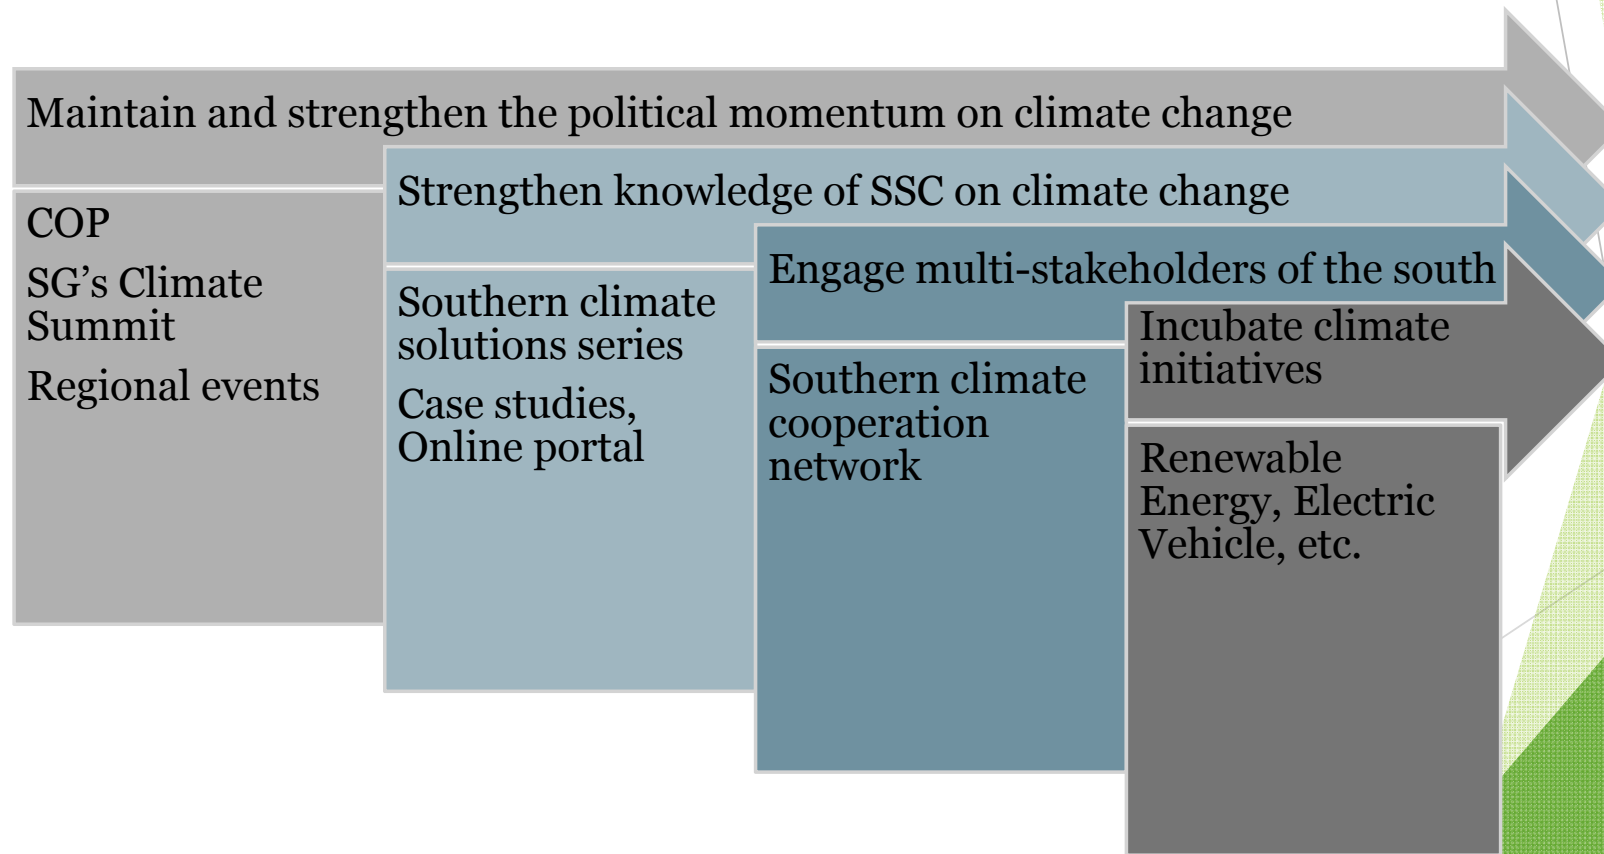 Maintain and strengthen the political momentum on climate change
COP
SG’s Climate
Summit
Regional events
Strengthen knowledge of SSC on climate change
Southern climate
solutions series
Case studies,
Online portal
Engage multi-stakeholders of the south
Southern climate
cooperation
network
Incubate climate
initiatives
Renewable
Energy, Electric
Vehicle, etc.